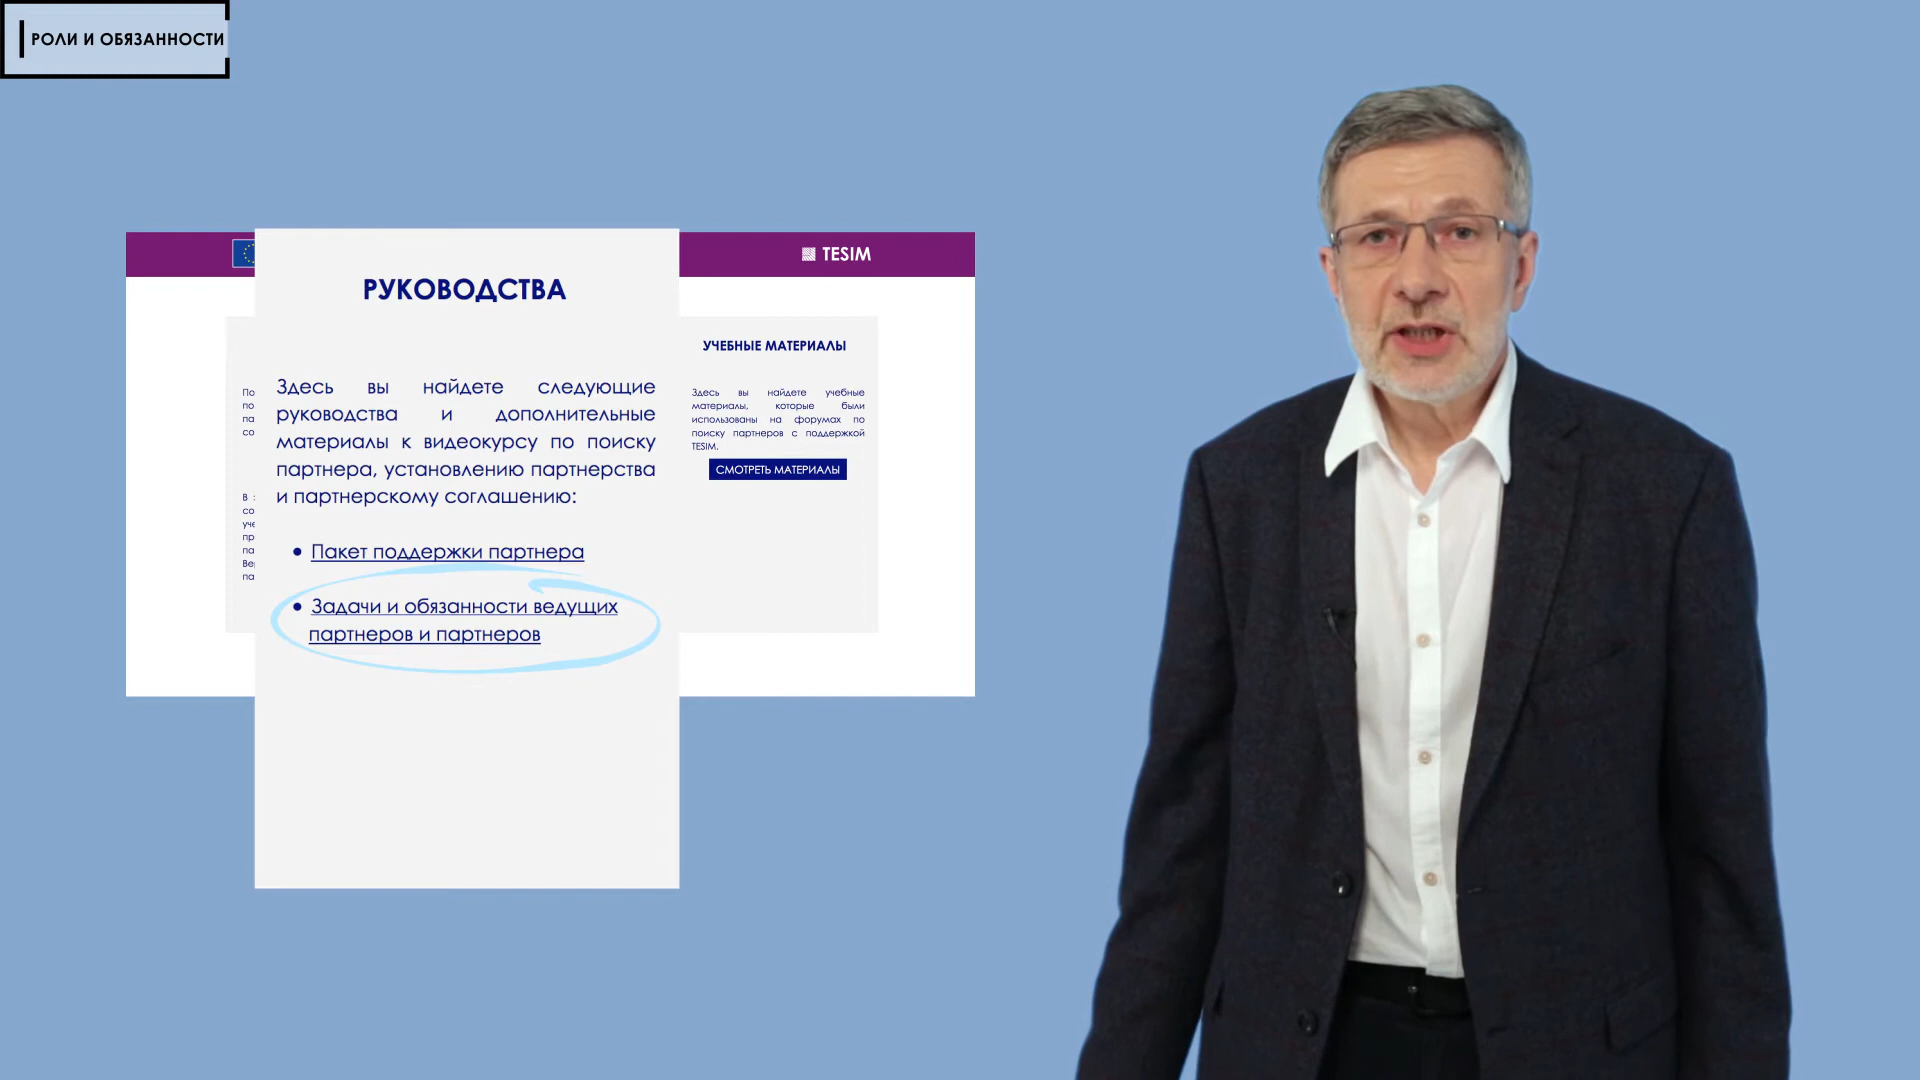 РОЛИ И ОБЯЗАННОСТИ
TESIM
РУКОВОДСТВА
Здесь вы найдете следующие
руководства и дополнительные
материалы к видеокурсу по поиску
партнера, установлению партнерства
и партнерскому соглашению:
• Пакет поддержки партнера
• Задачи и обязанности ведущих
партнеров и партнеров
УЧЕБНЫЕ МАТЕРИАЛЫ
Здесь вы найдете учебные
материалы, которые были
использованы на форумах по
поиску партнеров с поддержкой
TESIM.
СМОТРЕТЬ МАТЕРИАЛЫ